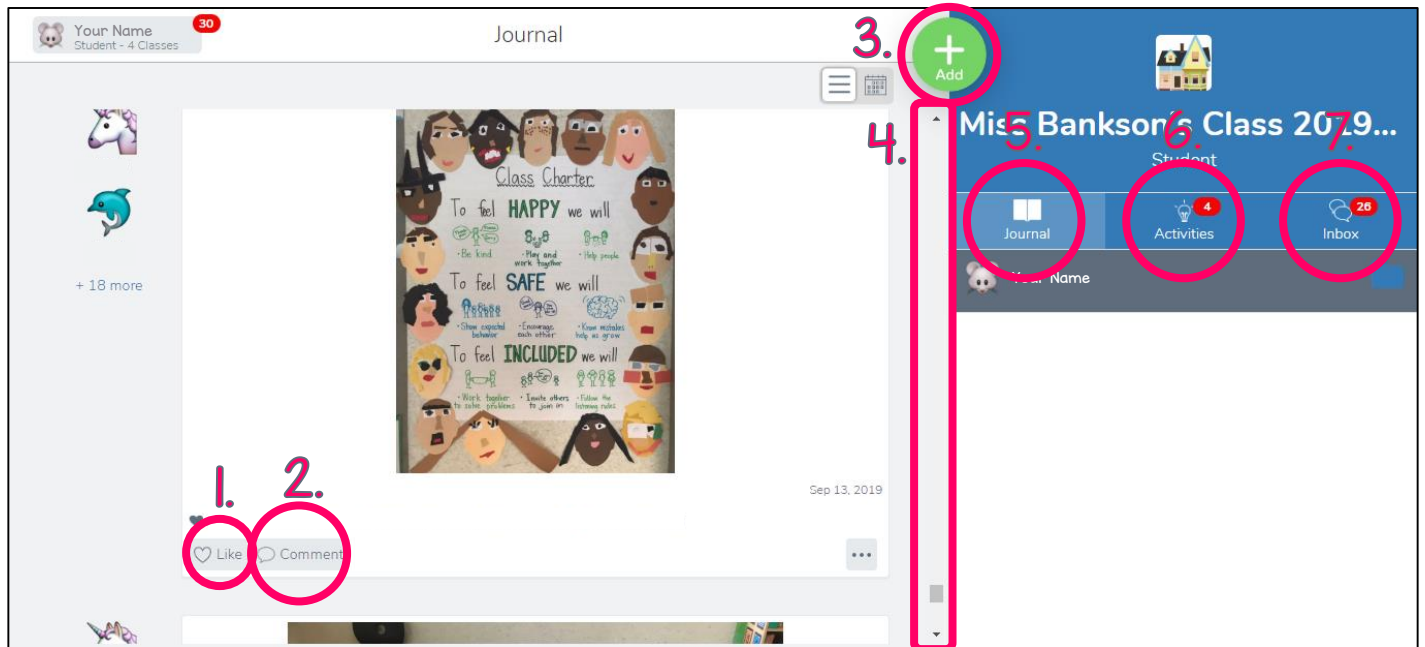 Your Name
30
Student - 4 Classes
Journal
3.
Add
4.
Miss Bankson's Class 2019...
5.
6.
7.
Student
Journal
4
Activities
26
Inbox
Your Name
+ 18 more
Class Charter
To feel HAPPY we will
· Be kind
· Play and work together
· Help people
To feel SAFE we will
· Show expected behavior
· Encourage each other
· Know mistakes help us grow
To feel INCLUDED we will
· Work together to solve problems
· Invite others to join in
· Follow the listening rules.
Sep 13, 2019
1.
2.
Like
Comment